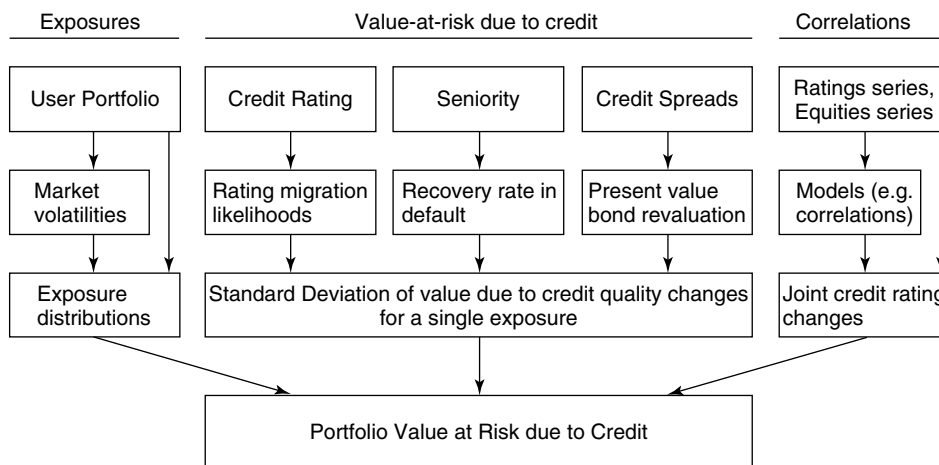 Exposures
Value-at-risk due to credit
Correlations
User Portfolio
Credit Rating
Seniority
Credit Spreads
Ratings series,
Equities series
Market
volatilities
Rating migration
likelihoods
Recovery rate in
default
Present value
bond revaluation
Models (e.g.
correlations)
Exposure
distributions
Standard Deviation of value due to credit quality changes
for a single exposure
Joint credit rating
changes
Portfolio Value at Risk due to Credit